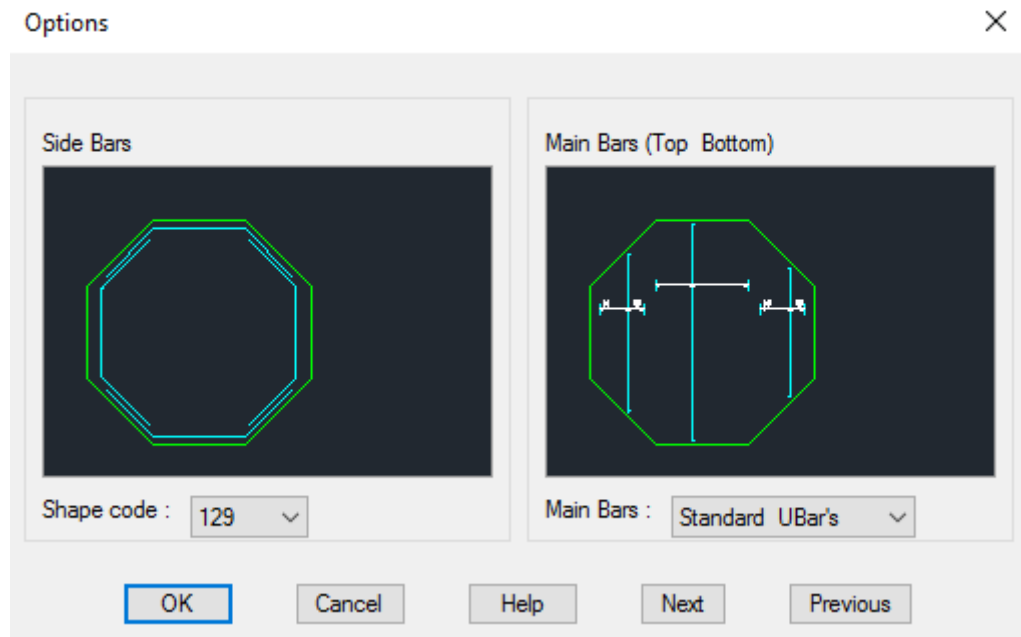 Options
Side Bars
Main Bars (Top  Bottom)
Shape code :
129
Main Bars :
Standard  UBar's
OK
Cancel
Help
Next
Previous